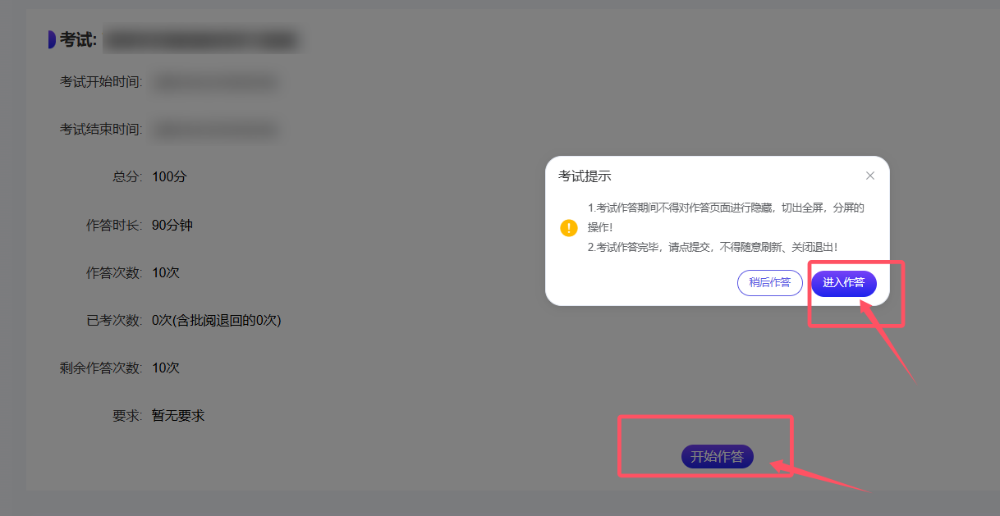 考试:
考试开始时间:
考试结束时间:
总分: 100分
作答时长: 90分钟
作答次数: 10次
已考次数: 0次(含批阅退回的0次)
剩余作答次数: 10次
要求: 暂无要求
开始作答
考试提示
1.考试作答期间不得对作答页面进行隐藏，切出全屏，分屏的
操作！
2.考试作答完毕，请点提交，不得随意刷新、关闭退出！
稍后作答
进入作答